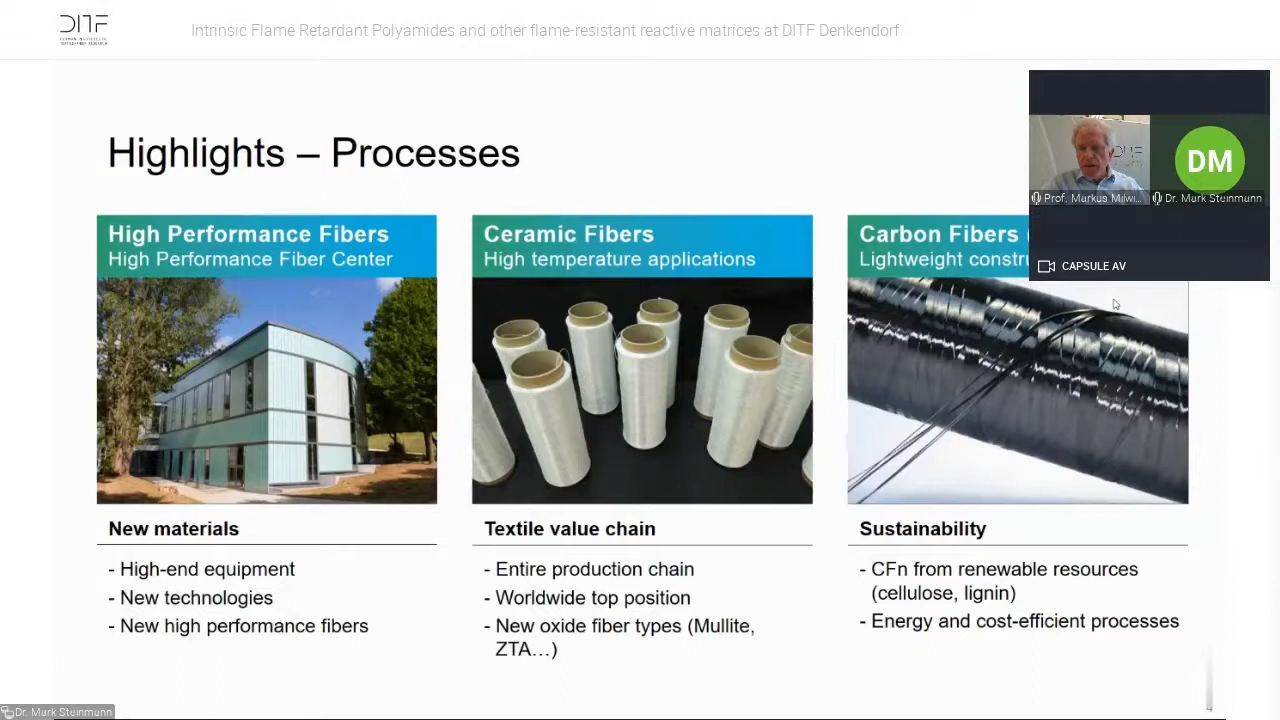 DITF
Intrinsic Flame Retardant Polyamides and other flame-resistant reactive matrices at DITF Denkendorf
Highlights – Processes
DM
Prof. Markus Milwi...
Dr. Mark Steinmann
CAPSULE AV
High Performance Fibers
High Performance Fiber Center
New materials
- High-end equipment
- New technologies
- New high performance fibers
Ceramic Fibers
High temperature applications
Textile value chain
- Entire production chain
- Worldwide top position
- New oxide fiber types (Mullite,
ZTA…)
Carbon Fibers (
Lightweight constru
Sustainability
- CFn from renewable resources
(cellulose, lignin)
- Energy and cost-efficient processes
Dr. Mark Steinmann